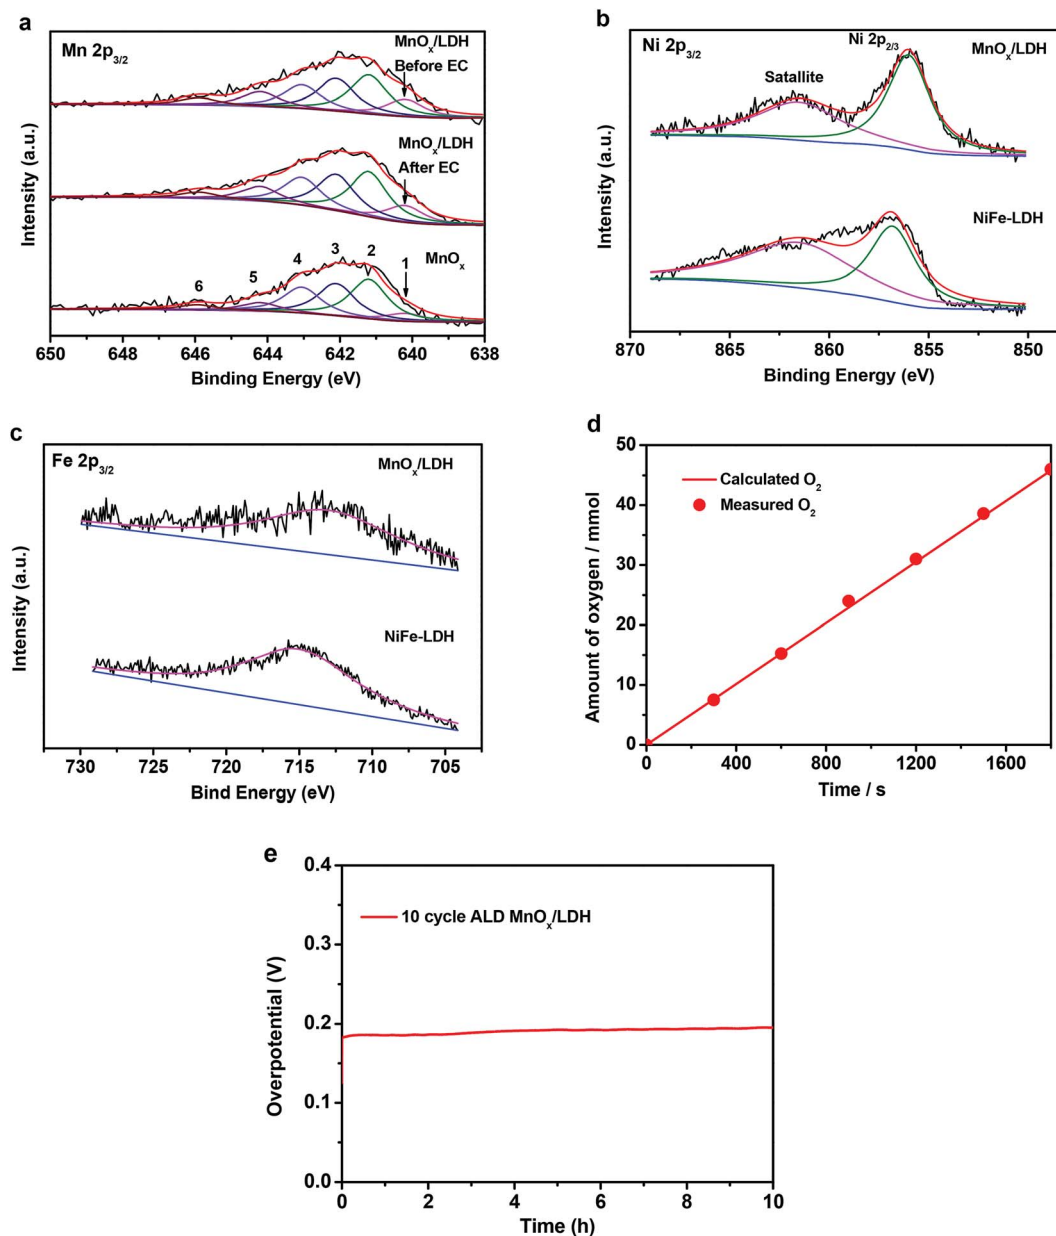 a
Mn 2p3/2
MnOx/LDH
Before EC
MnOx/LDH
After EC
MnOx
6 5 4 3 2 1
650 648 646 644 642 640 638
Binding Energy (eV)
Intensity (a.u.)
b
Ni 2p3/2
Ni 2p2/3
MnOx/LDH
Satallite
NiFe-LDH
870 865 860 855 850
Binding Energy (eV)
Intensity (a.u.)
c
Fe 2p3/2
MnOx/LDH
NiFe-LDH
730 725 720 715 710 705
Bind Energy (eV)
Intensity (a.u.)
d
50
40
30
20
10
0
Calculated O2
Measured O2
0 400 800 1200 1600
Time / s
Amount of oxygen / mmol
e
0.4
0.3
0.2
0.1
0.0
10 cycle ALD MnOx/LDH
0 2 4 6 8 10
Time (h)
Overpotential (V)